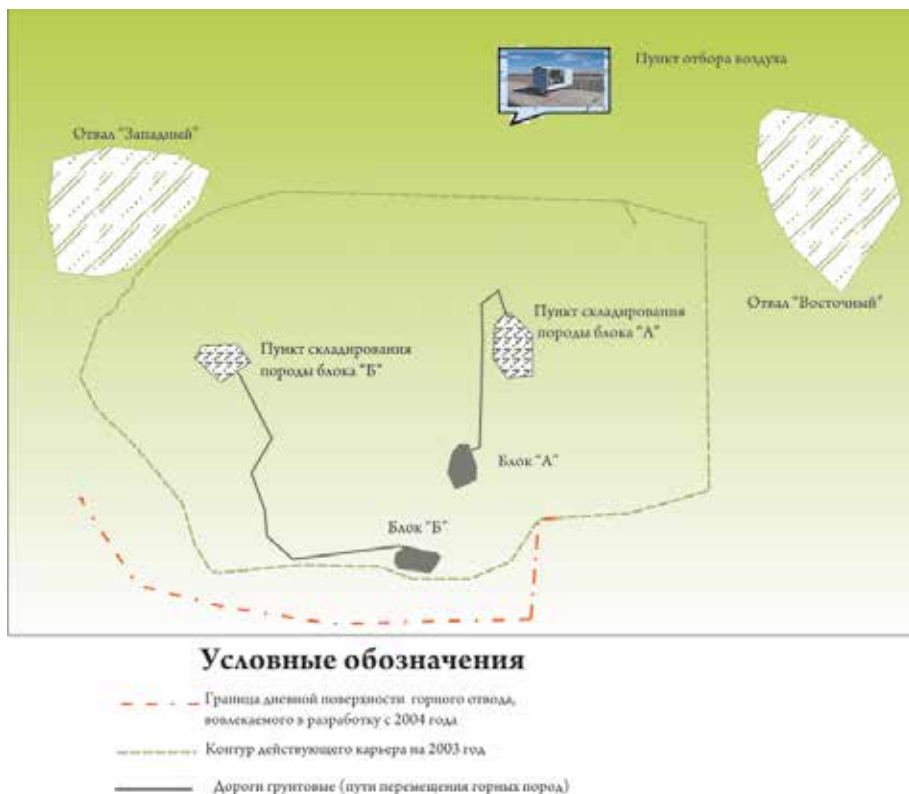 Пункт отбора воздуха
Отвал "Западней"
Отвал "Восточный"
Пункт складирования
породы блока "А"
Пункт складирования
породы блока "Б"
Блок "А"
Блок "Б"
Условные обозначения
Граница дневной поверхности горного отвода,
вовлекаемого в разработку с 2004 года
Контур действующего карьера на 2003 год
Дороги грунтовые (пути перемещения горных пород)